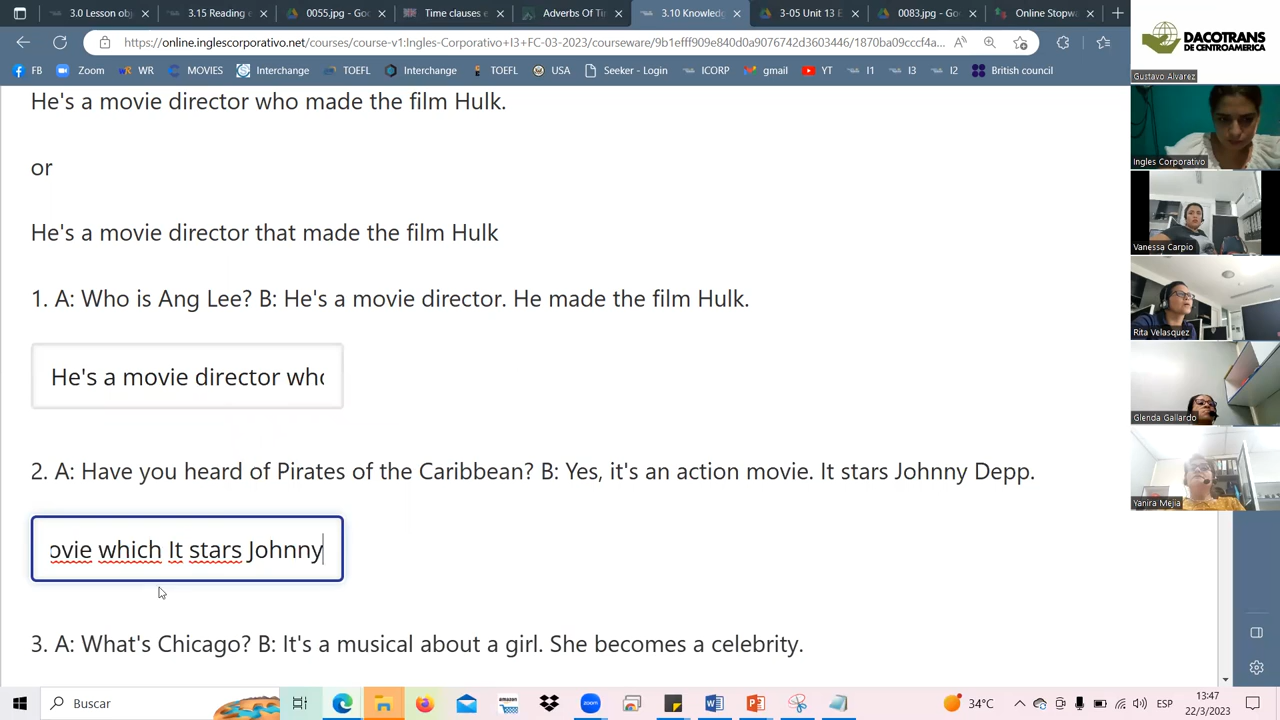 3.0 Lesson obj
3.15 Reading e
0055.jpg - Goo
Time clauses e
Adverbs Of Tir
3.10 Knowledg
3-05 Unit 13 E
0083.jpg - Goo
Online Stopw
https://online.inglescorporativo.net/courses/course-v1:Ingles-Corporativo+I3+FC-03-2023/courseware/9b1efff909e840d0a9076742d3603446/1870ba09cccf4a...
FB Zoom WR MOVIES Interchange TOEFL Interchange TOEFL USA Seeker - Login ICORP gmail YT I1 I3 I2 British council
DACOTRANS
DE CENTROAMERICA
Gustavo Alvarez
He's a movie director who made the film Hulk.
or
Ingles Corporativo
He's a movie director that made the film Hulk
Vanessa Carpio
1. A: Who is Ang Lee? B: He's a movie director. He made the film Hulk.
Rita Velasquez
He's a movie director who
Glenda Gallardo
2. A: Have you heard of Pirates of the Caribbean? B: Yes, it's an action movie. It stars Johnny Depp.
Yanira Mejia
ovie which It stars Johnny
3. A: What's Chicago? B: It's a musical about a girl. She becomes a celebrity.
Buscar
amazon
zoom
34°C
ESP
13:47
22/3/2023